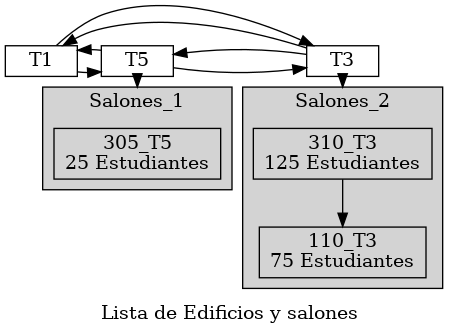 T1
T5
T3
Salones_1
305_T5
25 Estudiantes
Salones_2
310_T3
125 Estudiantes
110_T3
75 Estudiantes
Lista de Edificios y salones